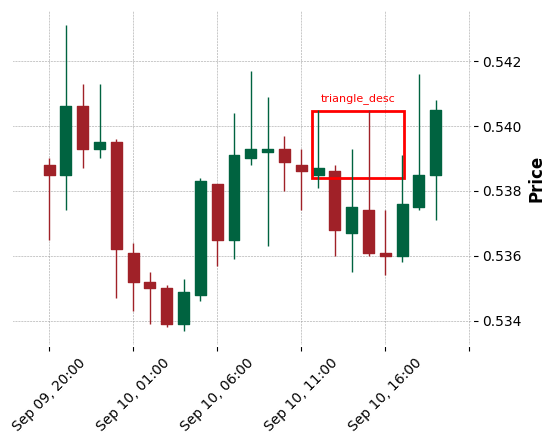 triangle_desc
0.542
0.540
0.538
0.536
0.534
Price
Sep 09, 20:00
Sep 10, 01:00
Sep 10, 06:00
Sep 10, 11:00
Sep 10, 16:00